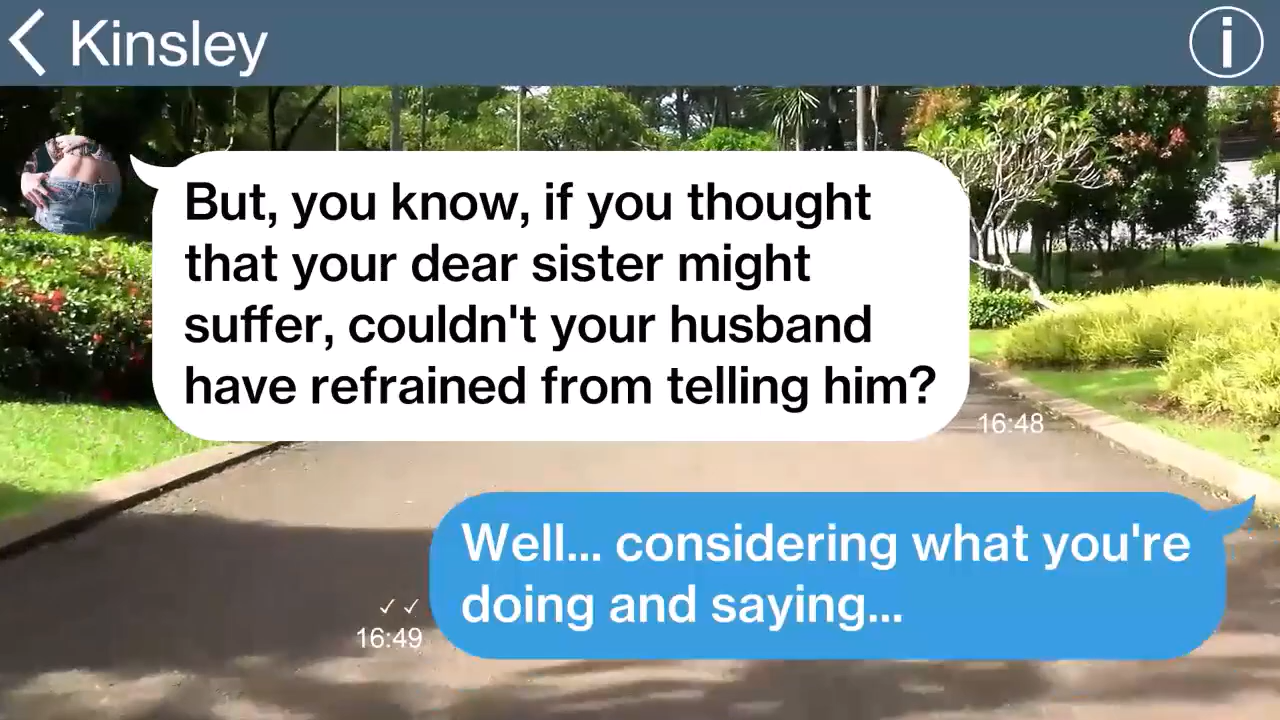 Kinsley
But, you know, if you thought
that your dear sister might
suffer, couldn't your husband
have refrained from telling him?
16:48
Well... considering what you're
doing and saying...
✓✓
16:49